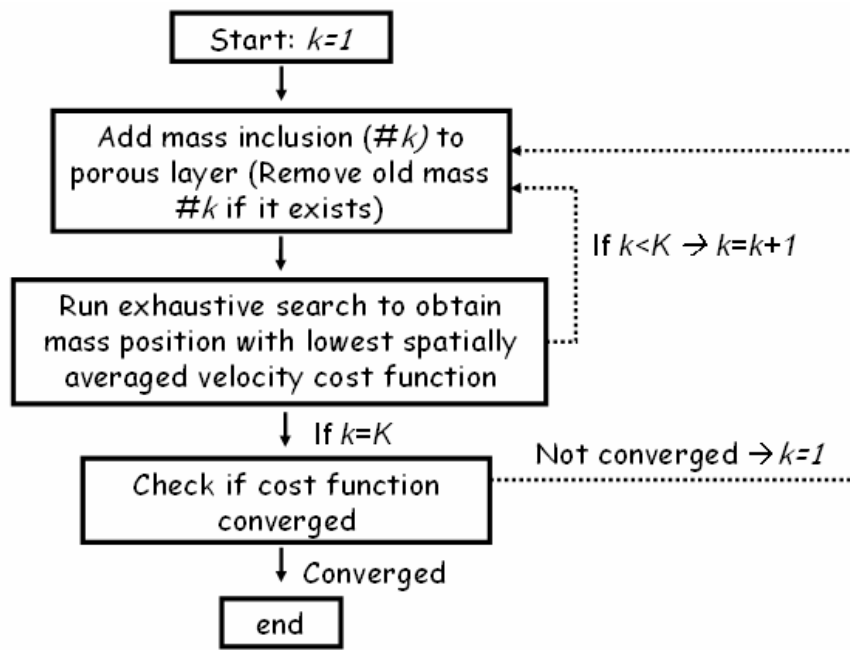 Start: k=1
Add mass inclusion (#k) to
porous layer (Remove old mass
#k if it exists)
If k<K → k=k+1
Run exhaustive search to obtain
mass position with lowest spatially
averaged velocity cost function
If k=K
Not converged → k=1
Check if cost function
converged
Converged
end